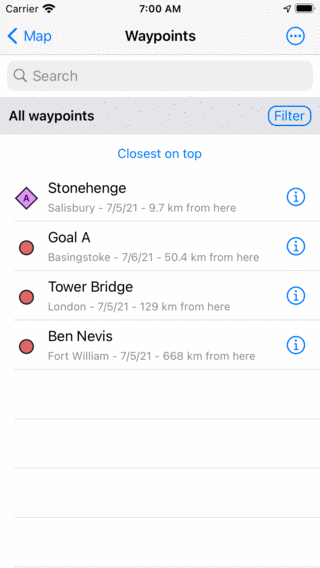 Carrier 7:00 AM
Map Waypoints
Search
All waypoints Filter
Closest on top
A Stonehenge
Salisbury - 7/5/21 - 9.7 km from here
Goal A
Basingstoke - 7/6/21 - 50.4 km from here
Tower Bridge
London - 7/5/21 - 129 km from here
Ben Nevis
Fort William - 7/5/21 - 668 km from here